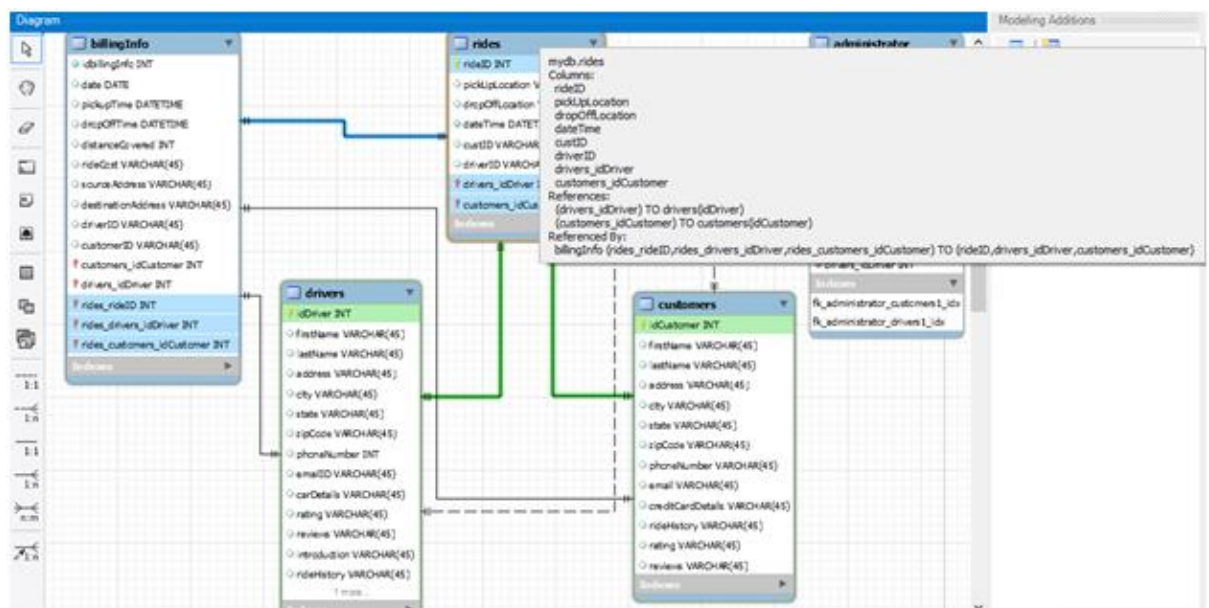 Diagram
Modeling Additions
billingInfo
idbillingInfo INT
date DATE
pickupTime DATETIME
dropOffTime DATETIME
distanceCovered INT
rideCost VARCHAR(45)
sourceAddress VARCHAR(45)
destinationAddress VARCHAR(45)
driverID VARCHAR(45)
customerID VARCHAR(45)
customers_idCustomer INT
drivers_idDriver INT
rides_rideID INT
rides_drivers_idDriver INT
rides_customers_idCustomer INT
Indexes
rides
rideID INT
pickUpLocation V
dropOffLocation
dateTime DATET
custID VARCHAR
driverID VARCHA
drivers_idDriver
customers_idCus
Indexes
administrator
mydb.rides
Columns:
rideID
pickUpLocation
dropOffLocation
dateTime
custID
driverID
drivers_idDriver
customers_idCustomer
References:
(drivers_idDriver) TO drivers(idDriver)
(customers_idCustomer) TO customers(idCustomer)
Referenced By:
billingInfo (rides_rideID,rides_drivers_idDriver,rides_customers_idCustomer) TO (rideID,drivers_idDriver,customers_idCustomer)
drivers_idDriver INT
Indexes
fk_administrator_customers1_idx
fk_administrator_drivers1_idx
drivers
idDriver INT
firstName VARCHAR(45)
lastName VARCHAR(45)
address VARCHAR(45)
city VARCHAR(45)
state VARCHAR(45)
zipCode VARCHAR(45)
phoneNumber INT
emailID VARCHAR(45)
carDetails VARCHAR(45)
rating VARCHAR(45)
reviews VARCHAR(45)
introduction VARCHAR(45)
rideHistory VARCHAR(45)
1 more...
Indexes
customers
idCustomer INT
firstName VARCHAR(45)
lastName VARCHAR(45)
address VARCHAR(45)
city VARCHAR(45)
state VARCHAR(45)
zipCode VARCHAR(45)
phoneNumber VARCHAR(45)
email VARCHAR(45)
creditCardDetails VARCHAR(45)
rideHistory VARCHAR(45)
rating VARCHAR(45)
reviews VARCHAR(45)
Indexes
1:1
1:n
1:1
1:n
n:m
1:n